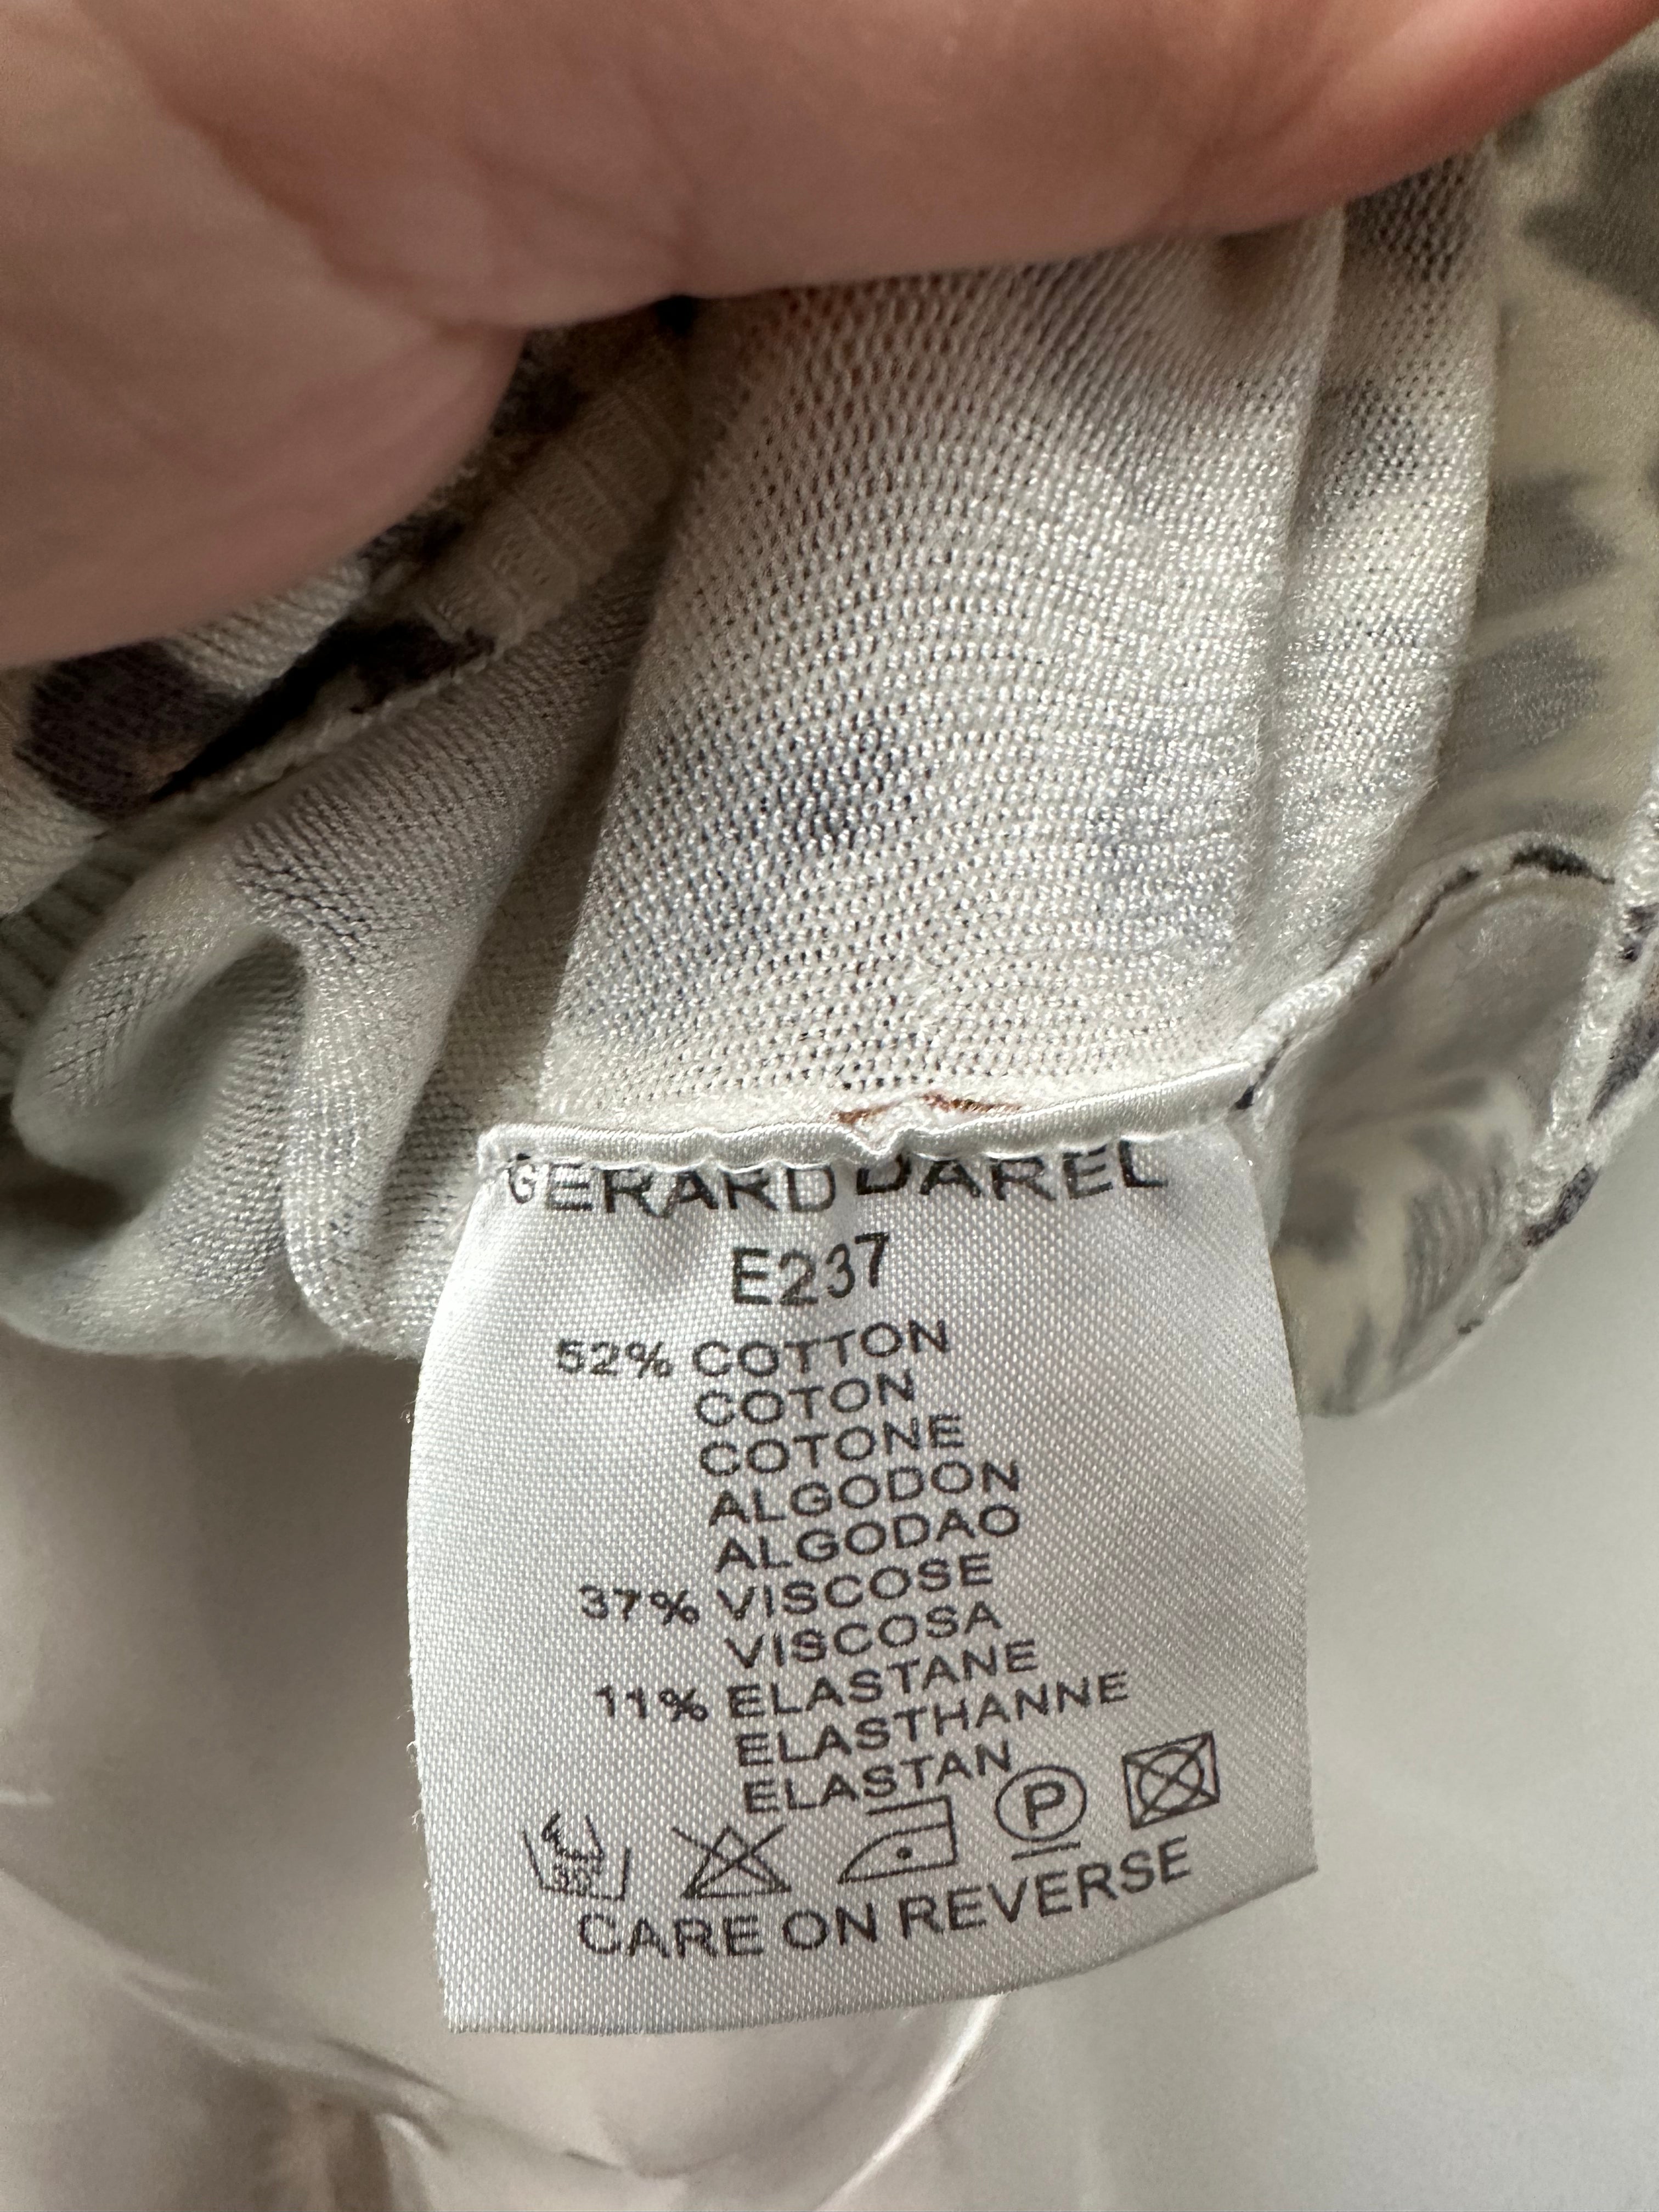 GERARD DAREL
E237
52% COTTON
COTON
COTONE
ALGODON
ALGODAO
37% VISCOSE
VISCOSA
11% ELASTANE
ELASTHANNE
ELASTAN
30° P
CARE ON REVERSE